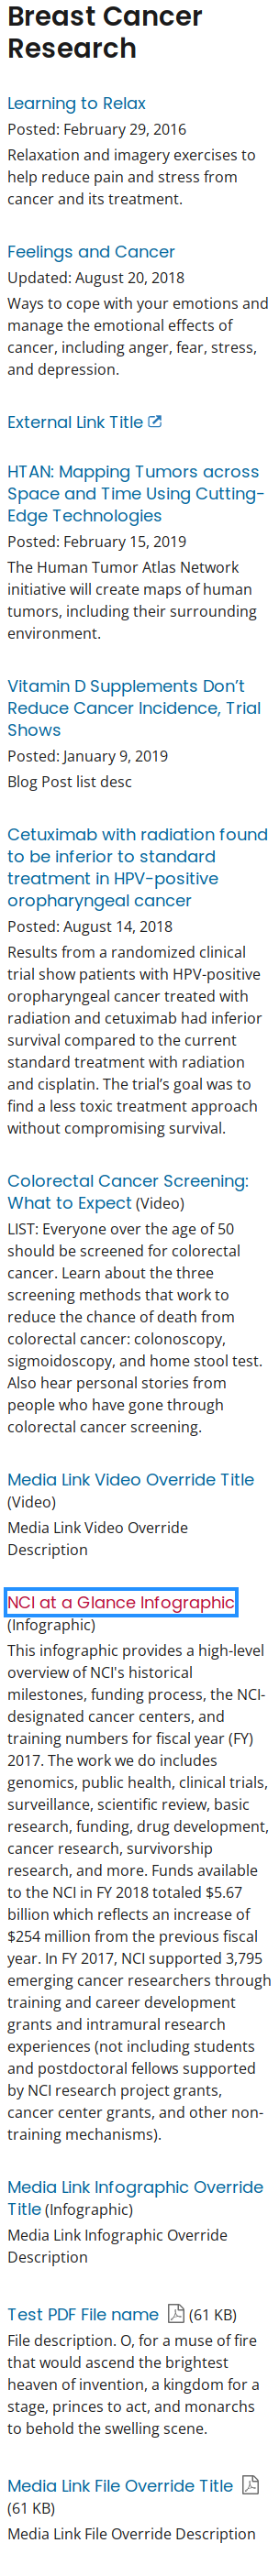 Breast Cancer
Research
Learning to Relax
Posted: February 29, 2016
Relaxation and imagery exercises to
help reduce pain and stress from
cancer and its treatment.
Feelings and Cancer
Updated: August 20, 2018
Ways to cope with your emotions and
manage the emotional effects of
cancer, including anger, fear, stress,
and depression.
External Link Title
HTAN: Mapping Tumors across
Space and Time Using Cutting-
Edge Technologies
Posted: February 15, 2019
The Human Tumor Atlas Network
initiative will create maps of human
tumors, including their surrounding
environment.
Vitamin D Supplements Don’t
Reduce Cancer Incidence, Trial
Shows
Posted: January 9, 2019
Blog Post list desc
Cetuximab with radiation found
to be inferior to standard
treatment in HPV-positive
oropharyngeal cancer
Posted: August 14, 2018
Results from a randomized clinical
trial show patients with HPV-positive
oropharyngeal cancer treated with
radiation and cetuximab had inferior
survival compared to the current
standard treatment with radiation
and cisplatin. The trial’s goal was to
find a less toxic treatment approach
without compromising survival.
Colorectal Cancer Screening:
What to Expect (Video)
LIST: Everyone over the age of 50
should be screened for colorectal
cancer. Learn about the three
screening methods that work to
reduce the chance of death from
colorectal cancer: colonoscopy,
sigmoidoscopy, and home stool test.
Also hear personal stories from
people who have gone through
colorectal cancer screening.
Media Link Video Override Title
(Video)
Media Link Video Override
Description
NCI at a Glance Infographic
(Infographic)
This infographic provides a high-level
overview of NCI's historical
milestones, funding process, the NCI-
designated cancer centers, and
training numbers for fiscal year (FY)
2017. The work we do includes
genomics, public health, clinical trials,
surveillance, scientific review, basic
research, funding, drug development,
cancer research, survivorship
research, and more. Funds available
to the NCI in FY 2018 totaled $5.67
billion which reflects an increase of
$254 million from the previous fiscal
year. In FY 2017, NCI supported 3,795
emerging cancer researchers through
training and career development
grants and intramural research
experiences (not including students
and postdoctoral fellows supported
by NCI research project grants,
cancer center grants, and other non-
training mechanisms).
Media Link Infographic Override
Title (Infographic)
Media Link Infographic Override
Description
Test PDF File name (61 KB)
File description. O, for a muse of fire
that would ascend the brightest
heaven of invention, a kingdom for a
stage, princes to act, and monarchs
to behold the swelling scene.
Media Link File Override Title
(61 KB)
Media Link File Override Description